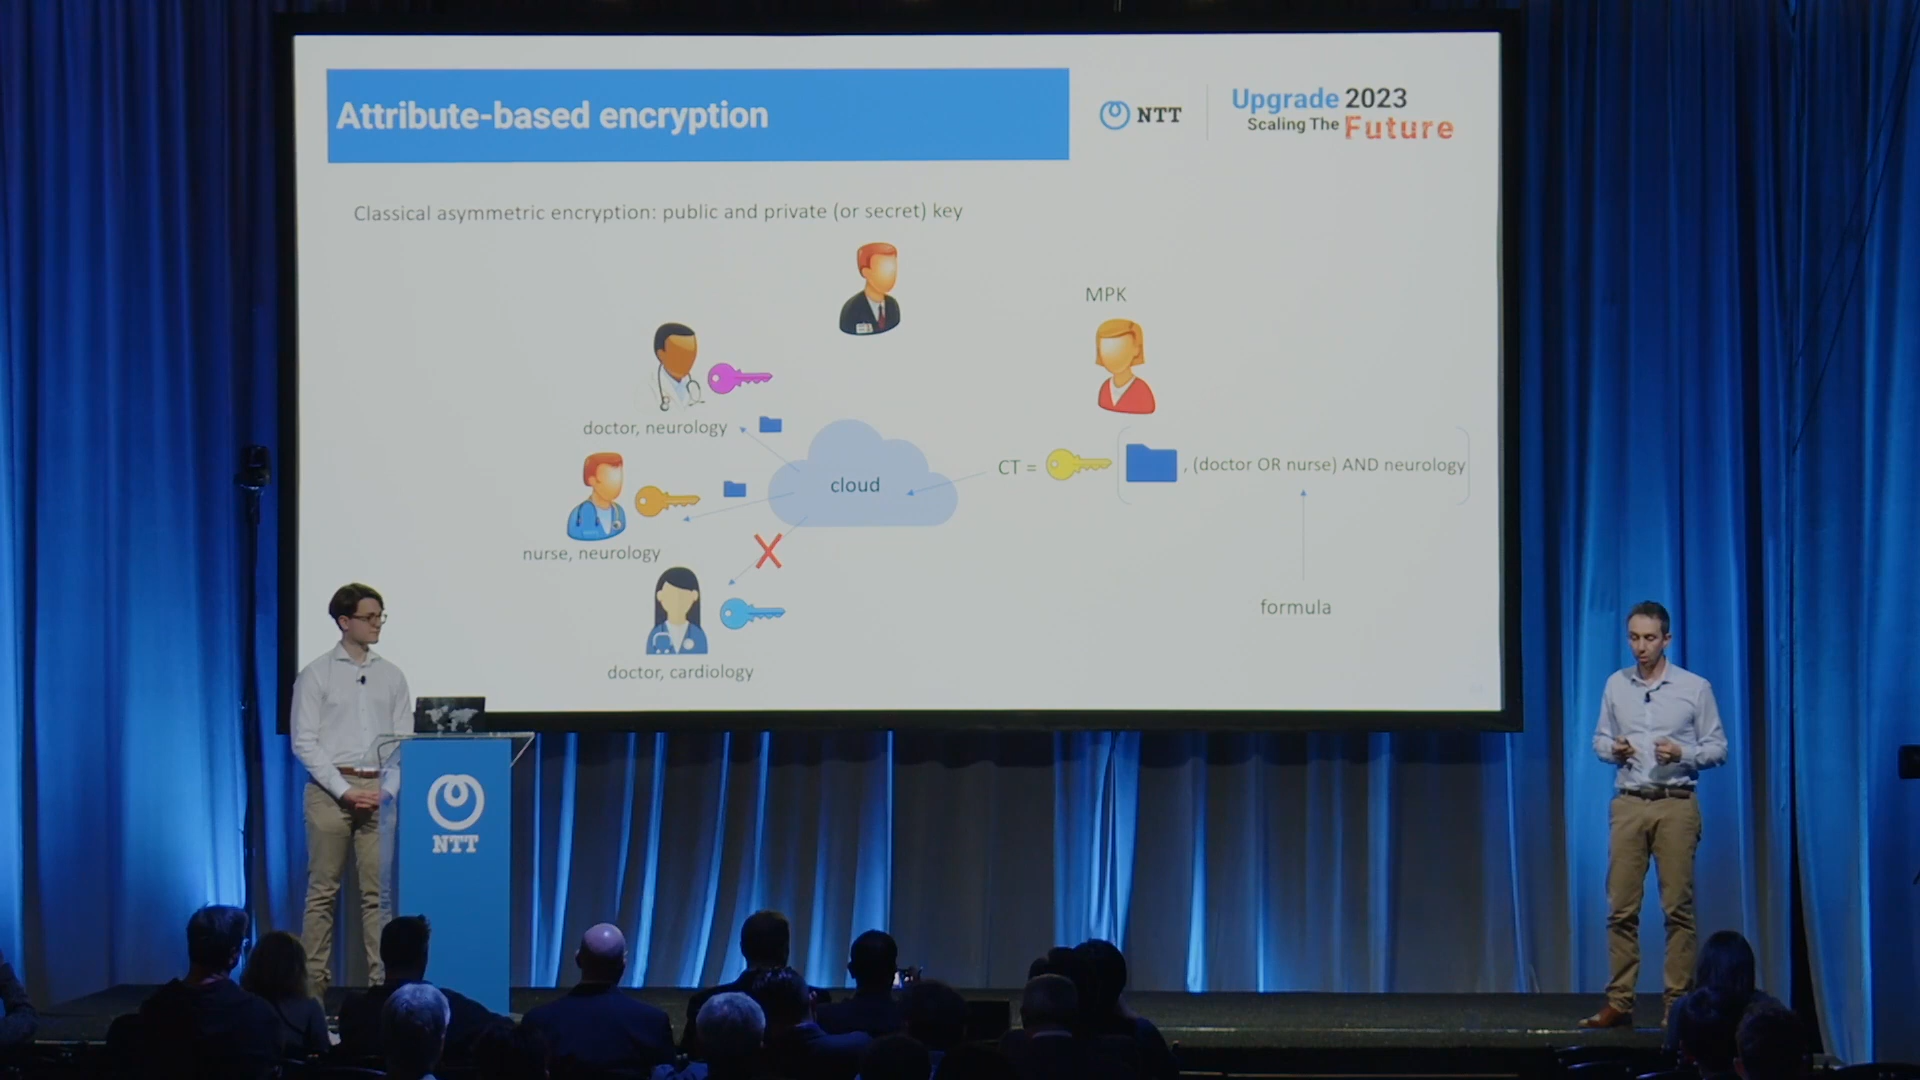 Attribute-based encryption
NTT
Upgrade 2023
Scaling The Future
Classical asymmetric encryption: public and private (or secret) key
MPK
doctor, neurology
CT =
, (doctor OR nurse) AND neurology
cloud
nurse, neurology
formula
doctor, cardiology
NTT